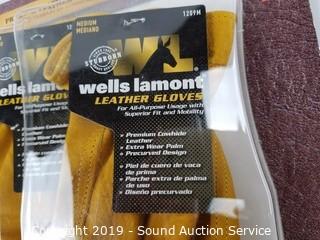 MEDIUM
MEDIANO
1209M
STUBBORN
WL
wells lamont
LEATHER GLOVES
For All-Purpose Usage with
Superior Fit and Mobility
• Premium Cowhide
Leather
• Extra Wear Palm
• Precurved Design
• Piel de cuero de vaca
de prima
• Parche extra de palma
de uso
• Diseño precurvado
Copyright 2019 - Sound Auction Service